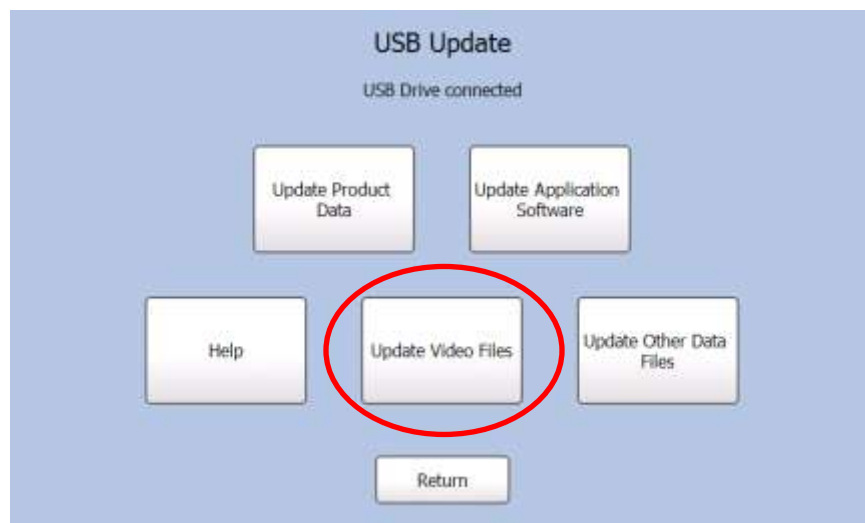 USB Update
USB Drive connected
Update Product
Data
Update Application
Software
Help
Update Video Files
Update Other Data
Files
Return